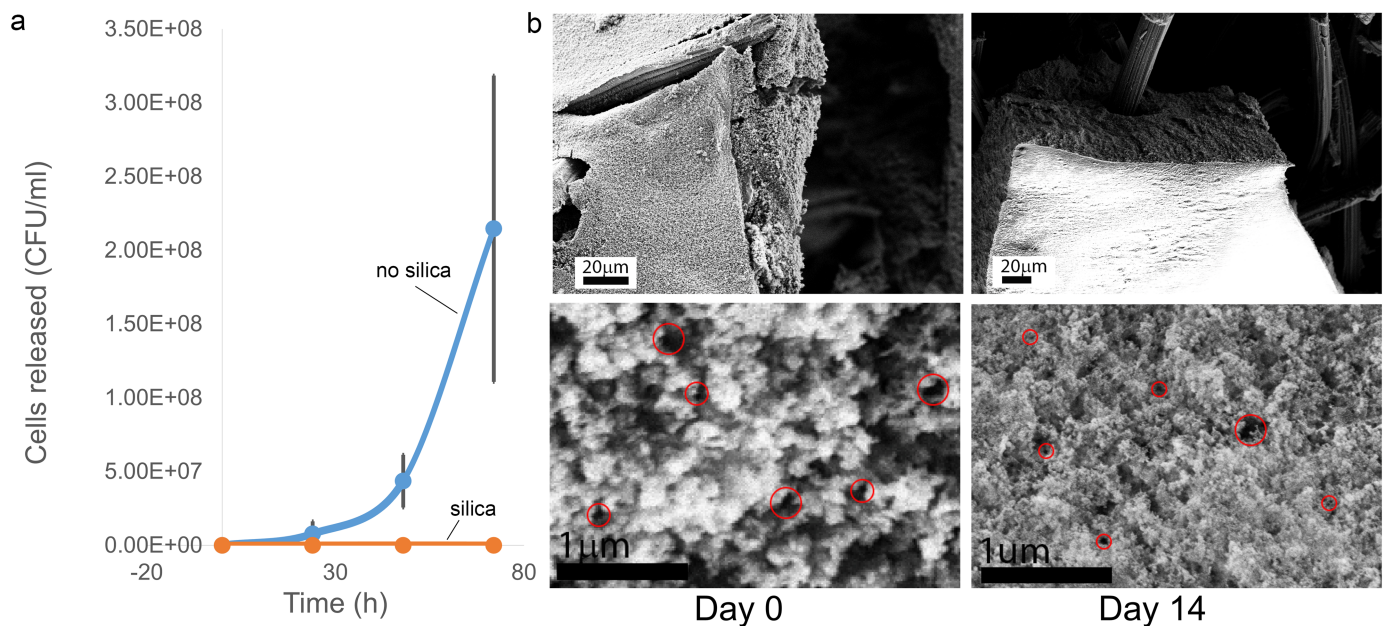 a
3.50E+08
3.00E+08
2.50E+08
2.00E+08
1.50E+08
1.00E+08
5.00E+07
0.00E+00
-20
30
80
Cells released (CFU/ml)
Time (h)
no silica
silica
b
20μm
20μm
1μm
1um
Day 0
Day 14